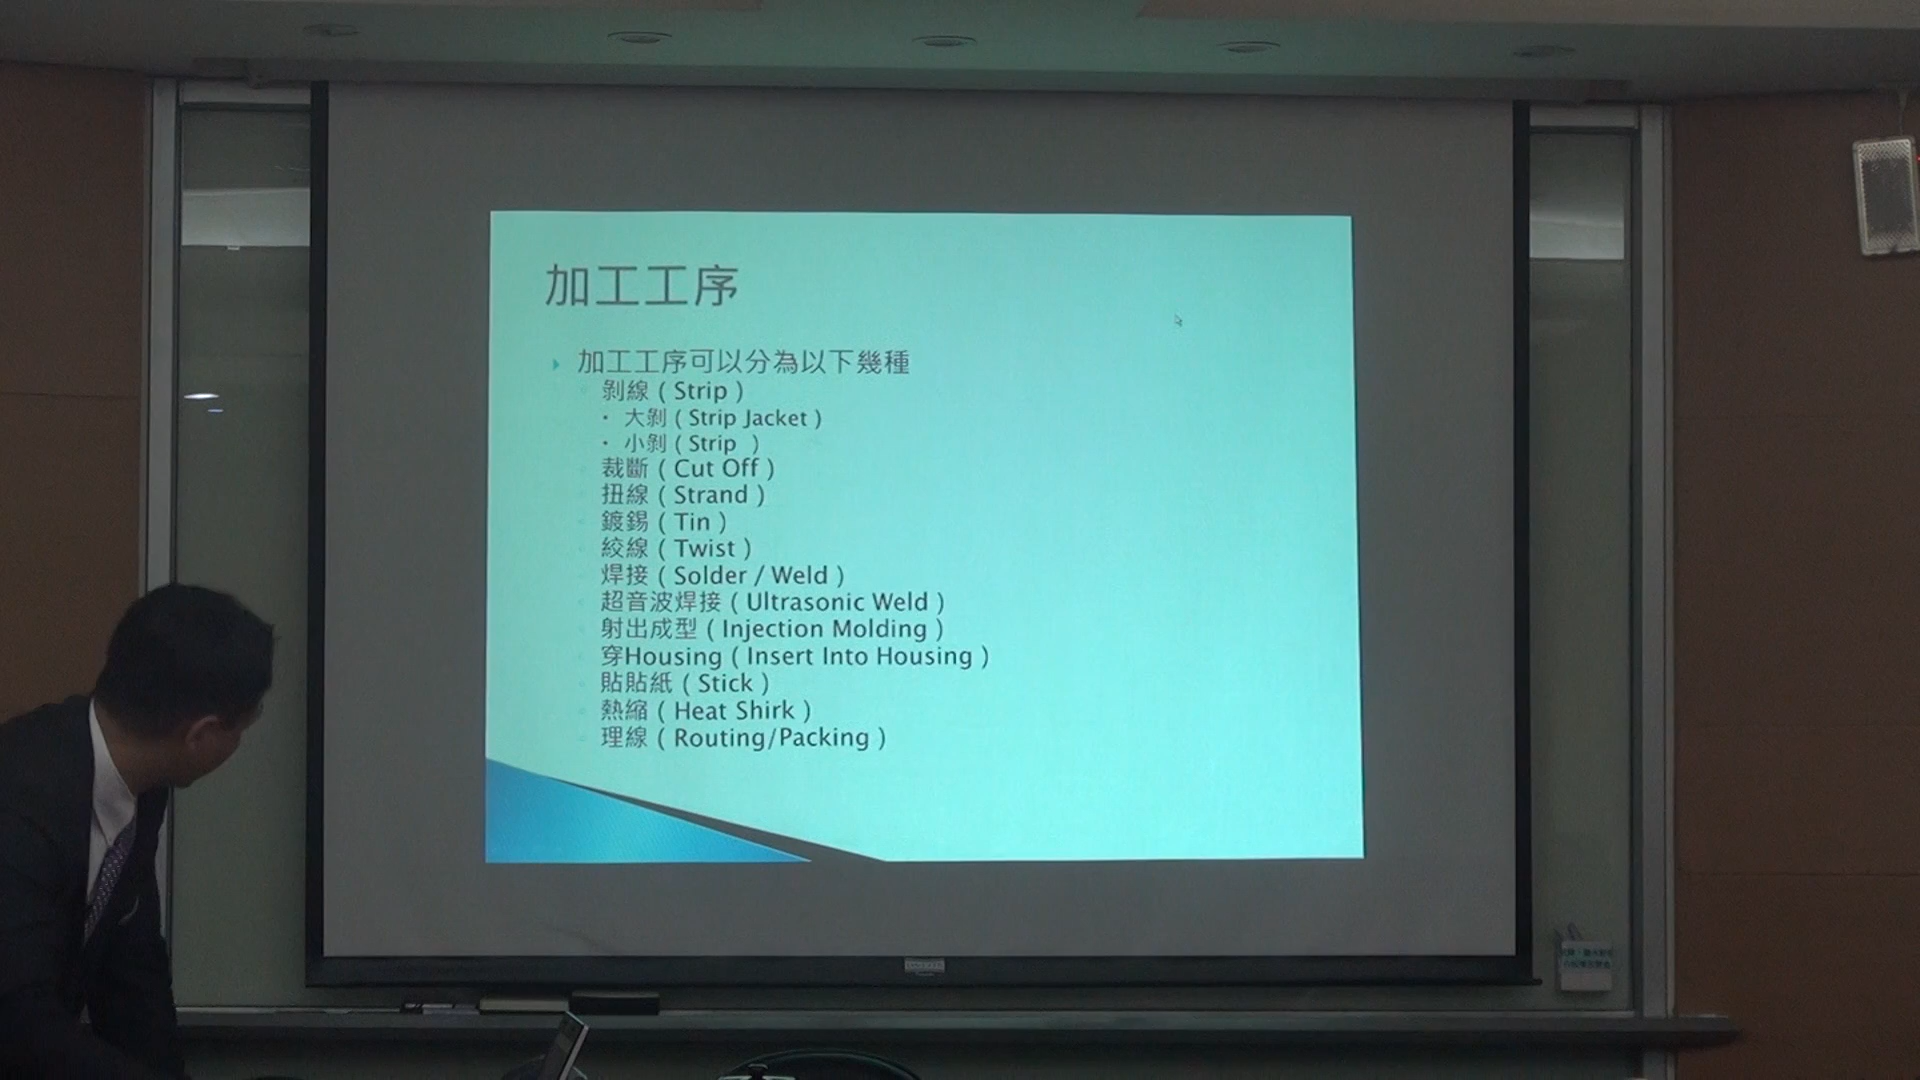 加工工序
加工工序可以分為以下幾種
剝線 ( Strip )
大剝 ( Strip Jacket )
小剝 ( Strip )
裁斷 ( Cut Off )
扭線 ( Strand )
鍍錫 ( Tin )
絞線 ( Twist )
焊接 ( Solder / Weld )
超音波焊接 ( Ultrasonic Weld )
射出成型 ( Injection Molding )
穿Housing ( Insert Into Housing )
貼貼紙 ( Stick )
熱縮 ( Heat Shirk )
理線 ( Routing/Packing )